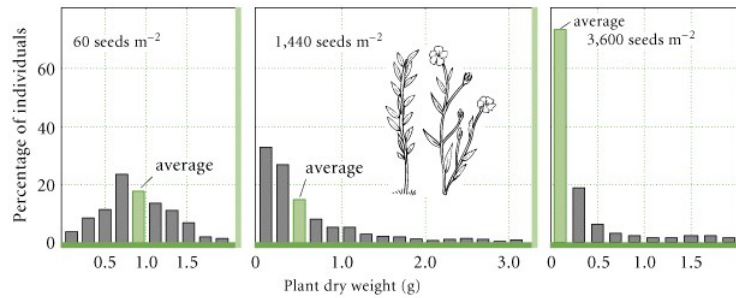 60 seeds m⁻²
1,440 seeds m⁻²
average
3,600 seeds m⁻²
Percentage of individuals
60
40
20
0
average
average
0.5 1.0 1.5
0 1.0 2.0 3.0
0 0.5 1.0 1.5
Plant dry weight (g)